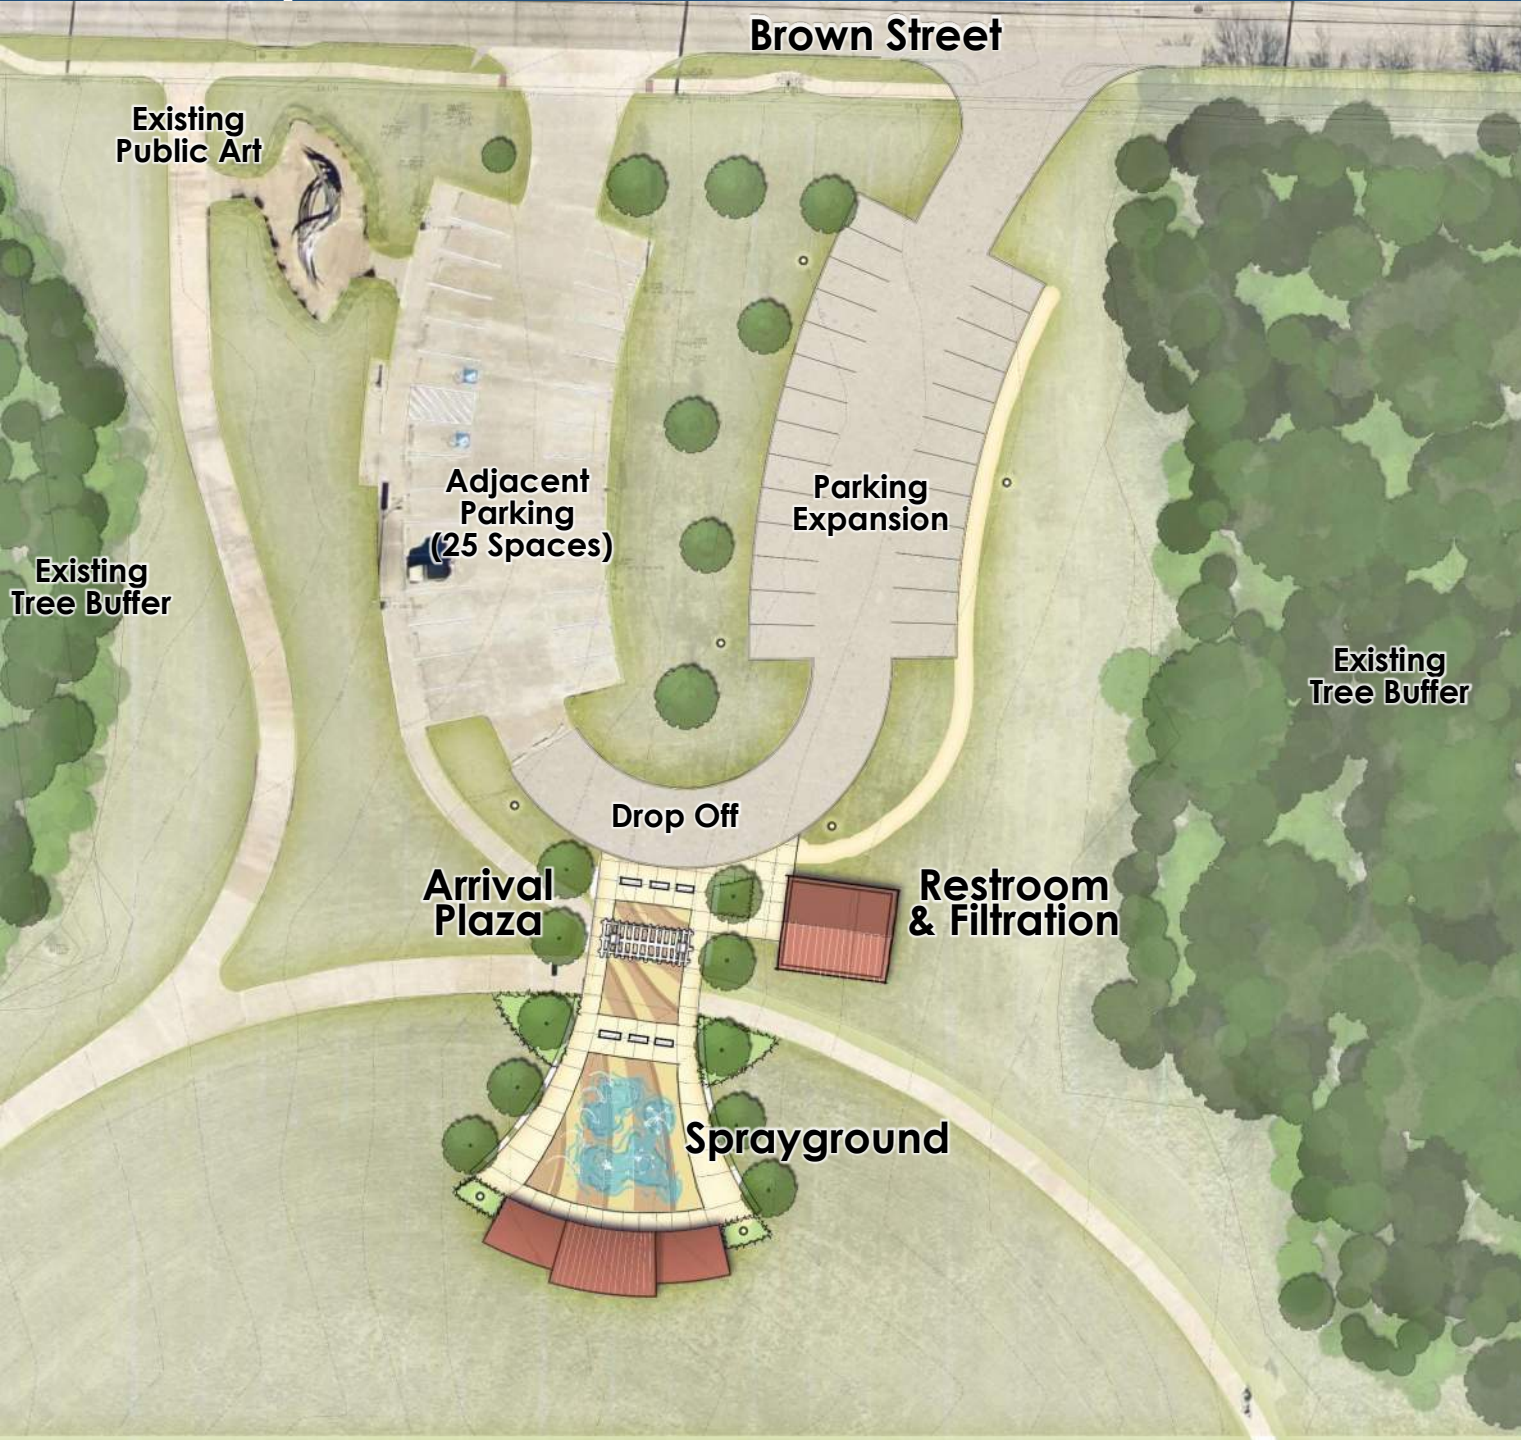 Brown Street
Existing
Public Art
Adjacent
Parking
(25 Spaces)
Parking
Expansion
Existing
Tree Buffer
Existing
Tree Buffer
Drop Off
Arrival
Plaza
Restroom
& Filtration
Sprayground